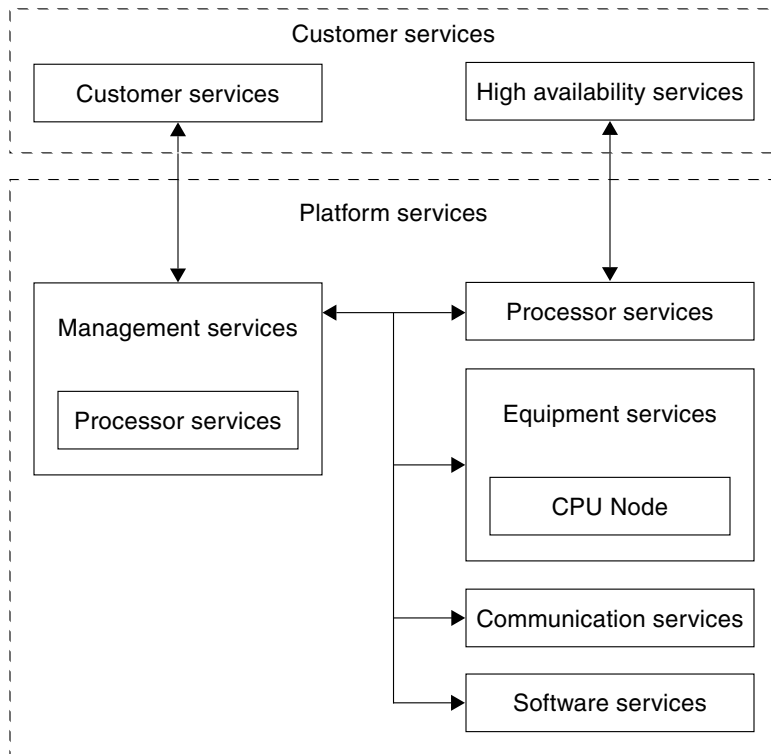 Customer services
Customer services
High availability services
Platform services
Management services
Processor services
Processor services
Equipment services
CPU Node
Communication services
Software services